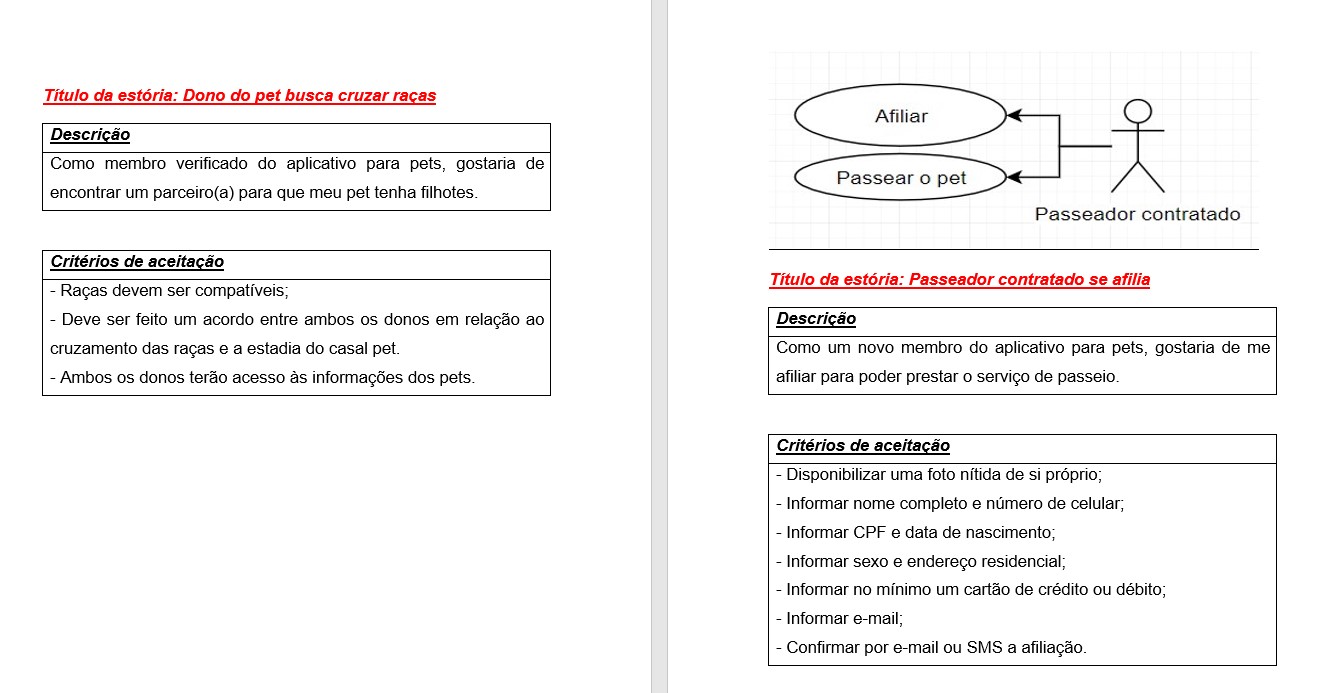 Título da estória: Dono do pet busca cruzar raças
Descrição
Como membro verificado do aplicativo para pets, gostaria de
encontrar um parceiro(a) para que meu pet tenha filhotes.
Critérios de aceitação
- Raças devem ser compatíveis;
- Deve ser feito um acordo entre ambos os donos em relação ao
cruzamento das raças e a estadia do casal pet.
- Ambos os donos terão acesso às informações dos pets.
Afiliar
Passear o pet
Passeador contratado
Título da estória: Passeador contratado se afilia
Descrição
Como um novo membro do aplicativo para pets, gostaria de me
afiliar para poder prestar o serviço de passeio.
Critérios de aceitação
- Disponibilizar uma foto nítida de si próprio;
- Informar nome completo e número de celular;
- Informar CPF e data de nascimento;
- Informar sexo e endereço residencial;
- Informar no mínimo um cartão de crédito ou débito;
- Informar e-mail;
- Confirmar por e-mail ou SMS a afiliação.